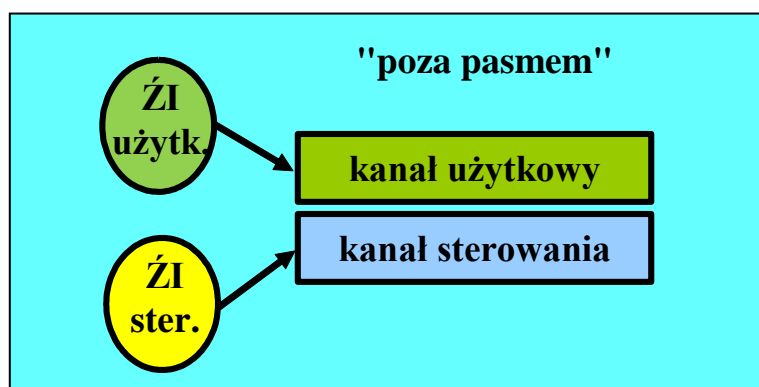 "poza pasmem"
ŹI
użytk.
kanał użytkowy
kanał sterowania
ŹI
ster.